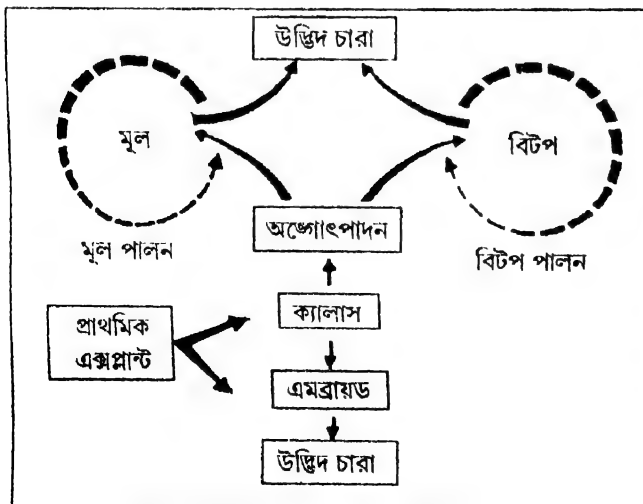 উদ্ভিদ চারা
মূল
বিটপ
অঙ্গোৎপাদন
মূল পালন
বিটপ পালন
ক্যালাস
প্রাথমিক
এক্সপ্লান্ট
এমব্রায়ড
উদ্ভিদ চারা